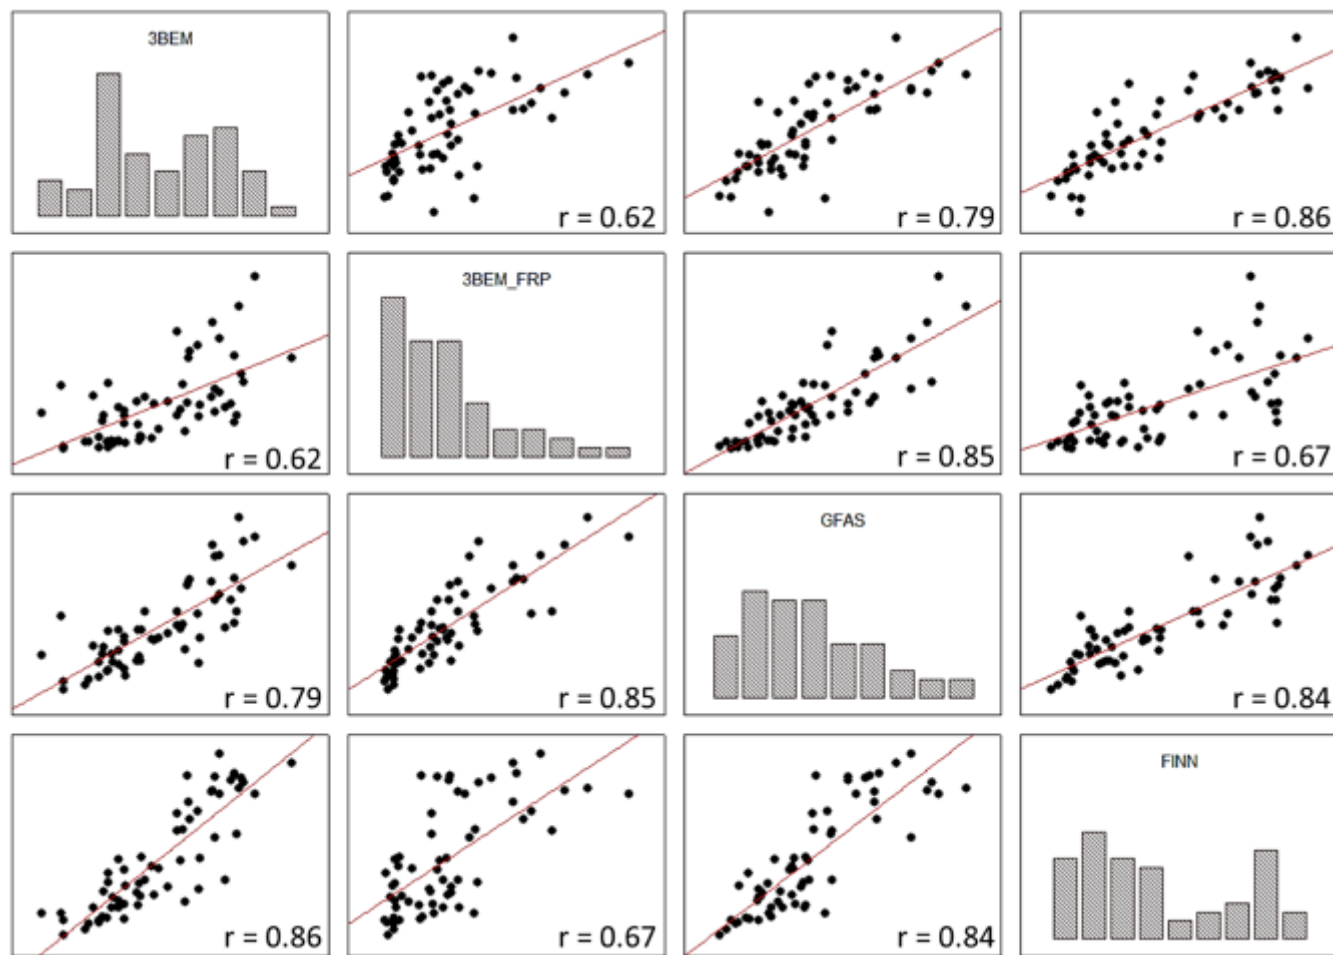 3BEM
r = 0.62
r = 0.79
r = 0.86
r = 0.62
3BEM_FRP
r = 0.85
r = 0.67
r = 0.79
r = 0.85
GFAS
r = 0.84
r = 0.86
r = 0.67
r = 0.84
FINN